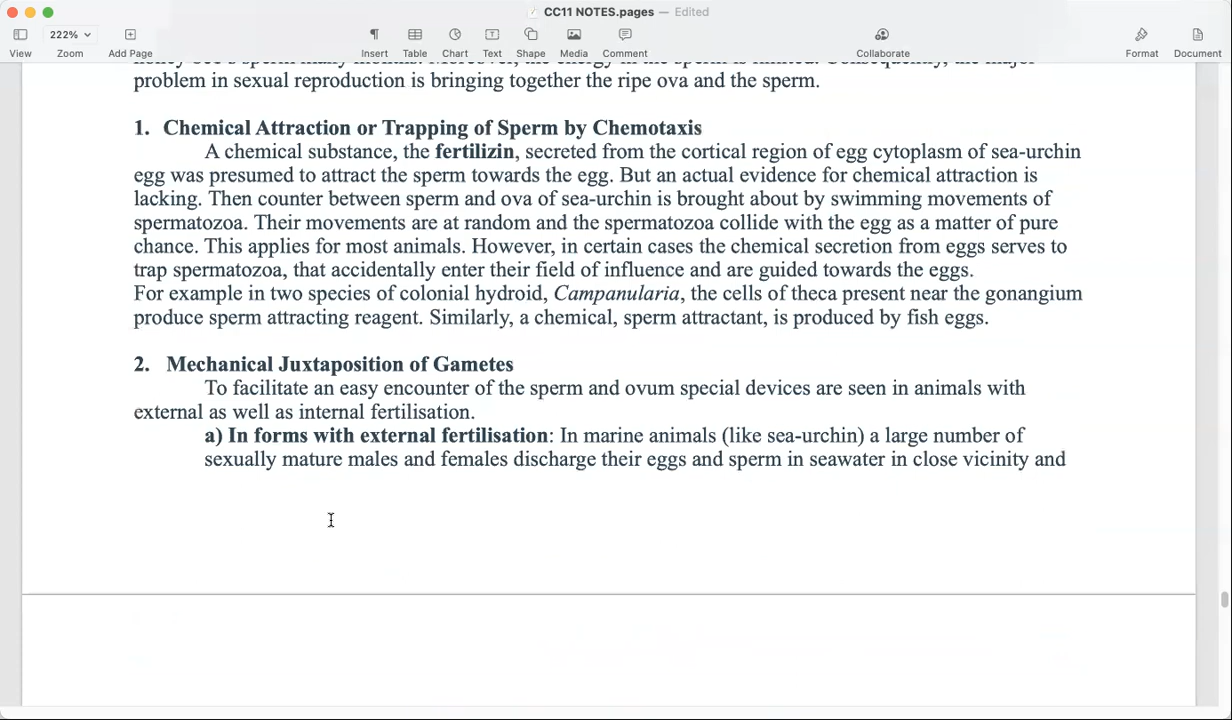 CC11 NOTES.pages — Edited
222%
View Zoom Add Page Insert Table Chart Text Shape Media Comment Collaborate Format Document
problem in sexual reproduction is bringing together the ripe ova and the sperm.
1. Chemical Attraction or Trapping of Sperm by Chemotaxis
A chemical substance, the fertilizin, secreted from the cortical region of egg cytoplasm of sea-urchin
egg was presumed to attract the sperm towards the egg. But an actual evidence for chemical attraction is
lacking. Then counter between sperm and ova of sea-urchin is brought about by swimming movements of
spermatozoa. Their movements are at random and the spermatozoa collide with the egg as a matter of pure
chance. This applies for most animals. However, in certain cases the chemical secretion from eggs serves to
trap spermatozoa, that accidentally enter their field of influence and are guided towards the eggs.
For example in two species of colonial hydroid, Campanularia, the cells of theca present near the gonangium
produce sperm attracting reagent. Similarly, a chemical, sperm attractant, is produced by fish eggs.
2. Mechanical Juxtaposition of Gametes
To facilitate an easy encounter of the sperm and ovum special devices are seen in animals with
external as well as internal fertilisation.
a) In forms with external fertilisation: In marine animals (like sea-urchin) a large number of
sexually mature males and females discharge their eggs and sperm in seawater in close vicinity and